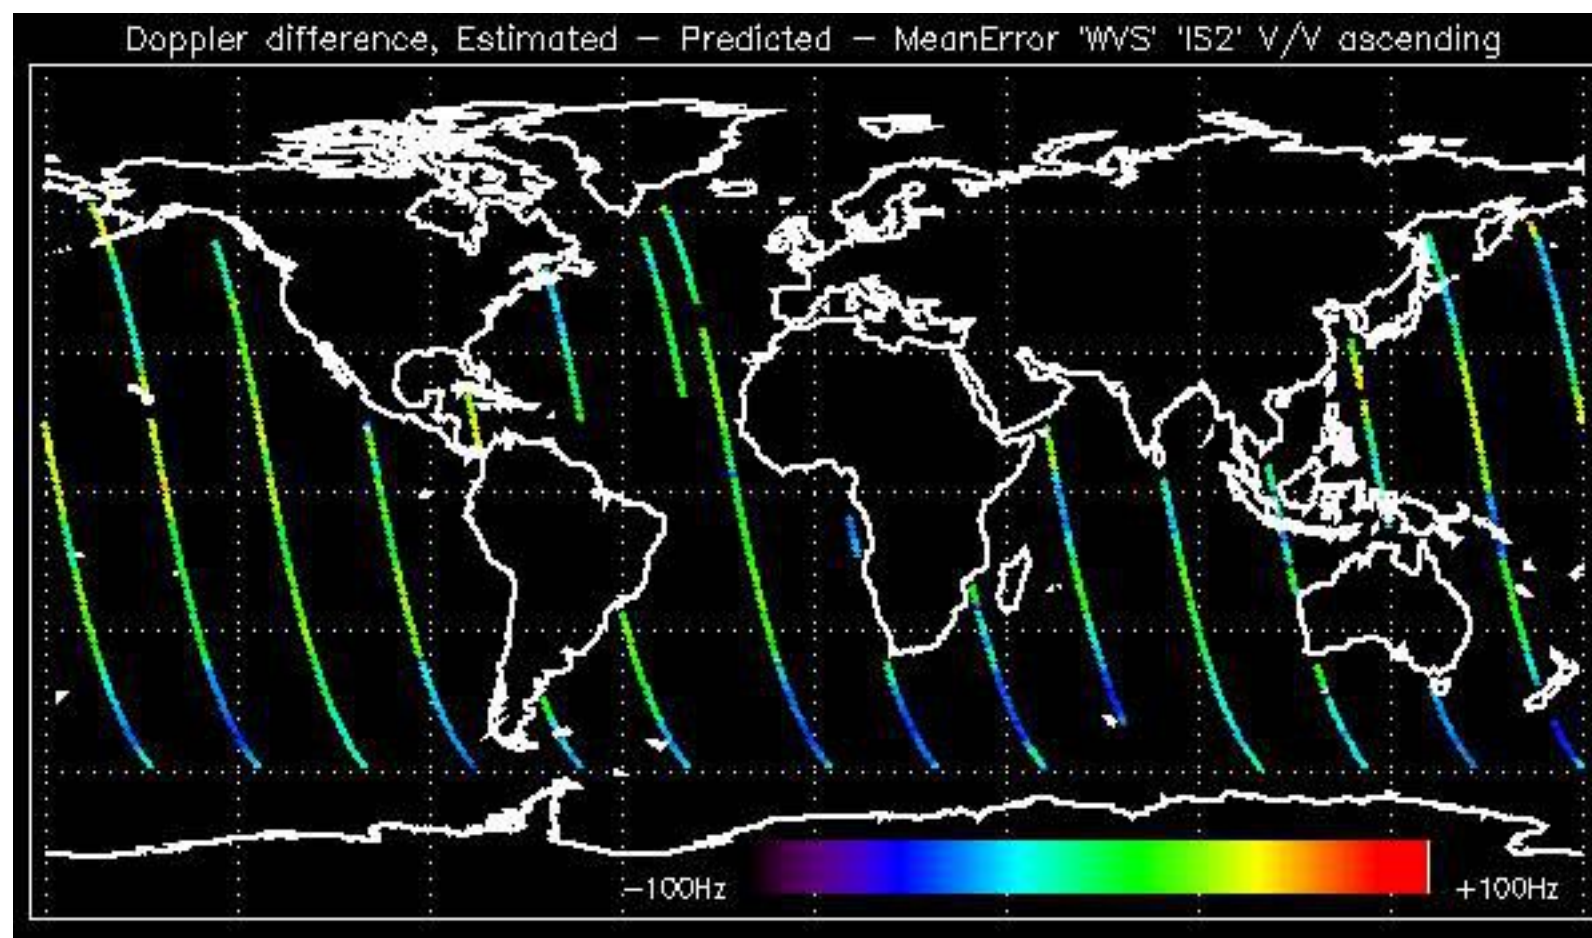 Doppler difference, Estimated – Predicted – MeanError 'WVS' 'IS2' V/V ascending
−100Hz
+100Hz